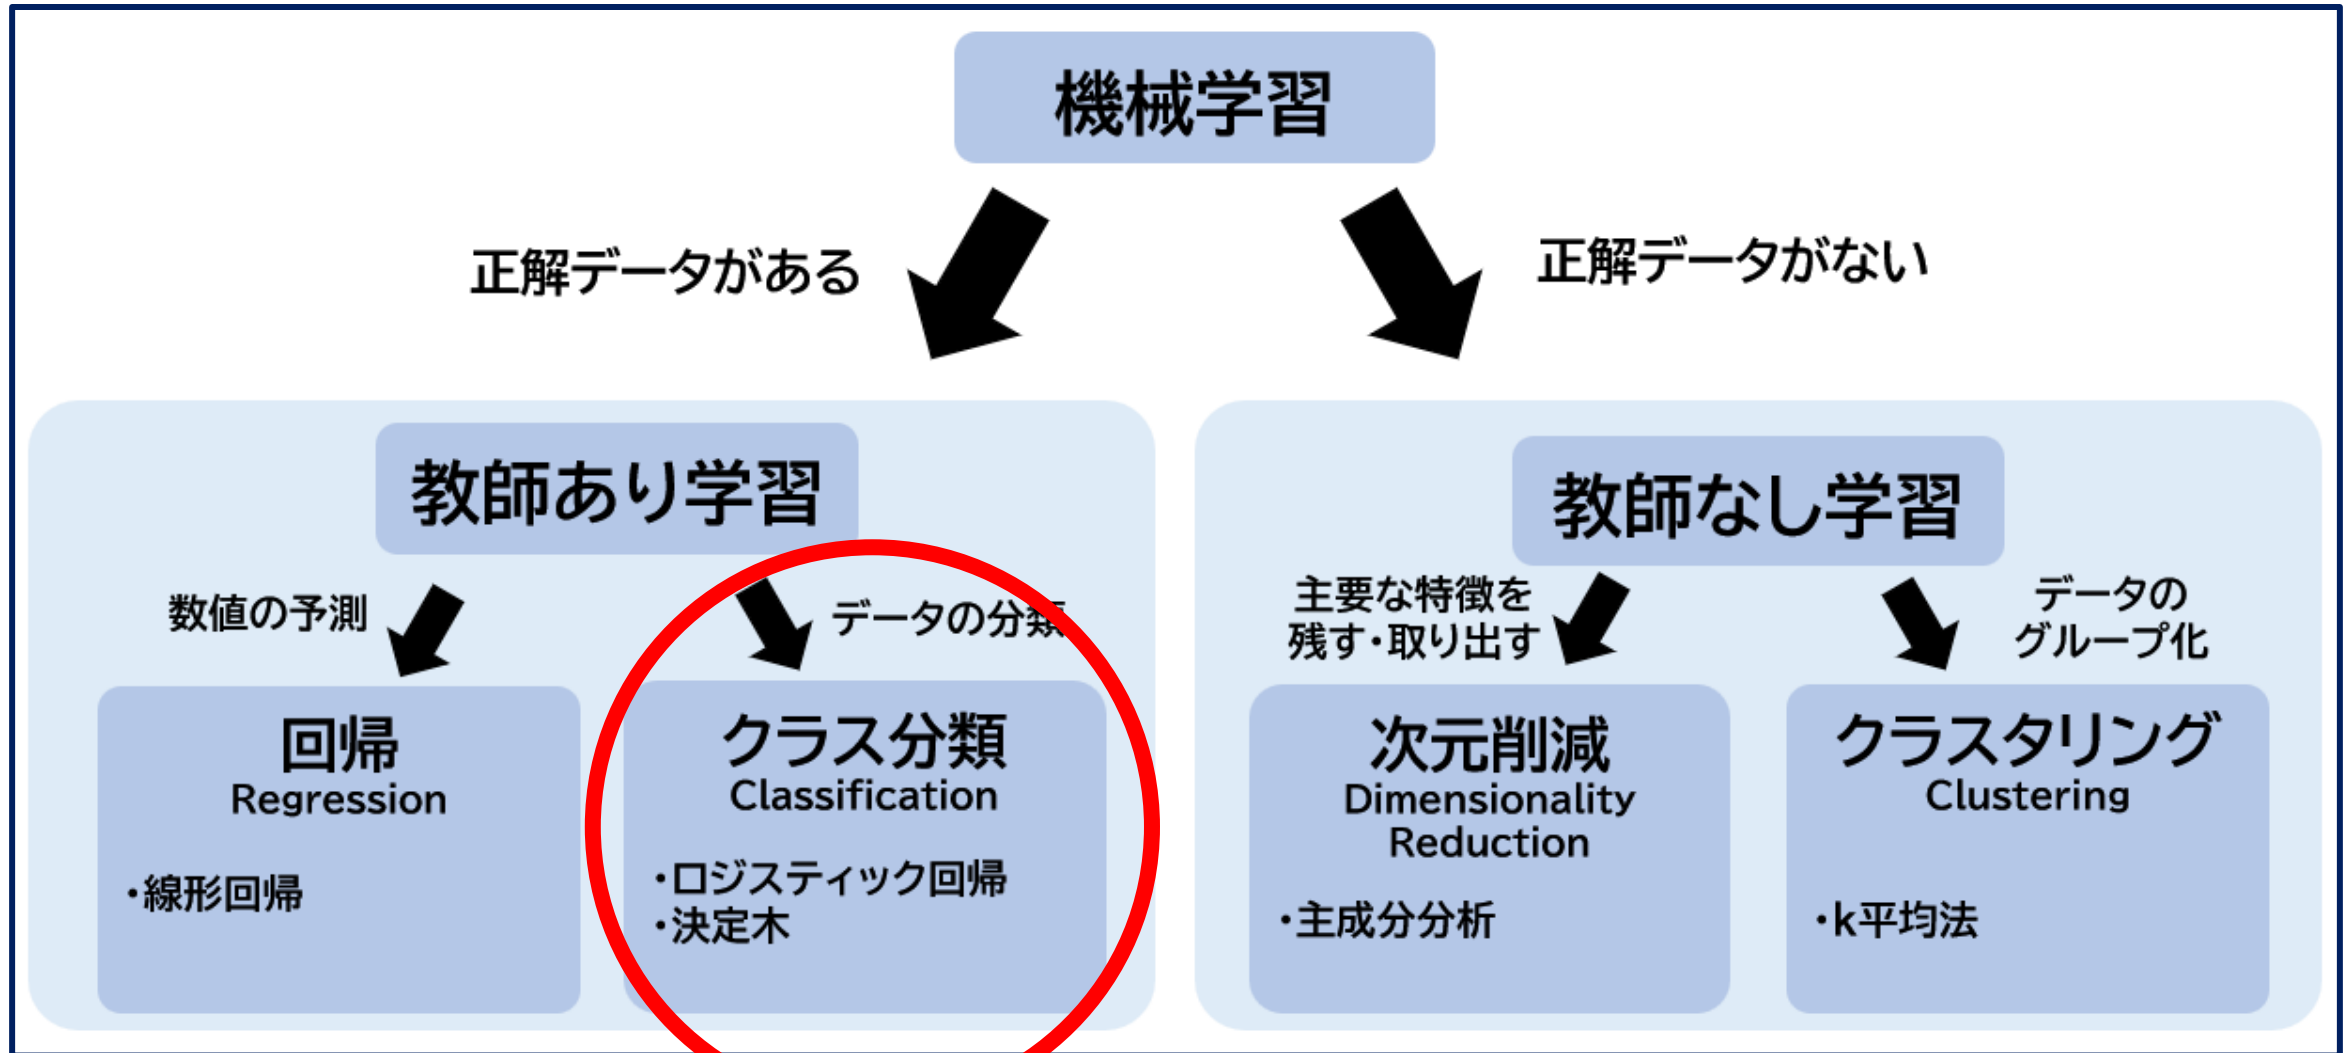 機械学習
正解データがある
正解データがない
教師あり学習
数値の予測
データの分類
回帰
Regression
・線形回帰
クラス分類
Classification
・ロジスティック回帰
・決定木
教師なし学習
主要な特徴を
残す・取り出す
データの
グループ化
次元削減
Dimensionality
Reduction
・主成分分析
クラスタリング
Clustering
・k平均法